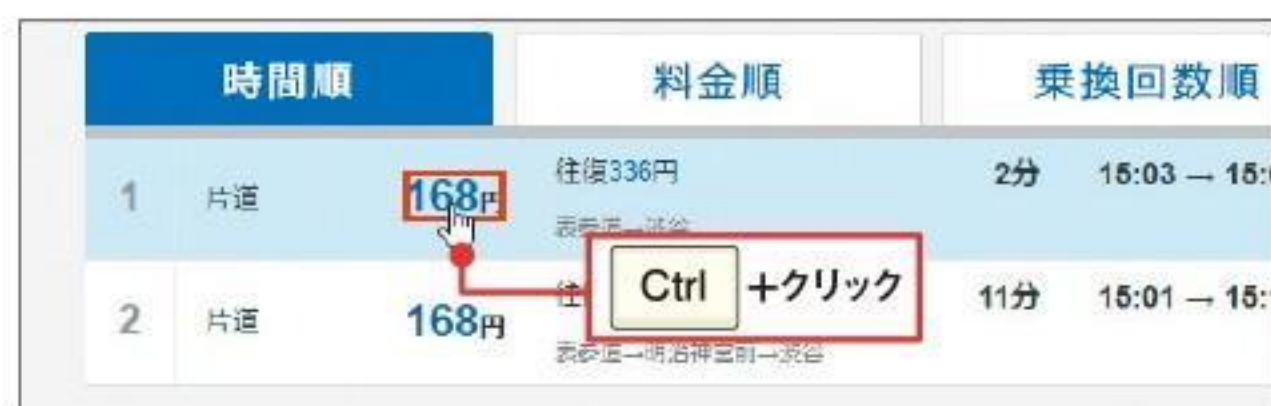 時間順 料金順 乗換回数順
1 片道 168円 往復336円 2分 15:03 → 15:
表参道→渋谷
Ctrl +クリック
2 片道 168円 往 11分 15:01 → 15:
表参道→明治神宮前→渋谷